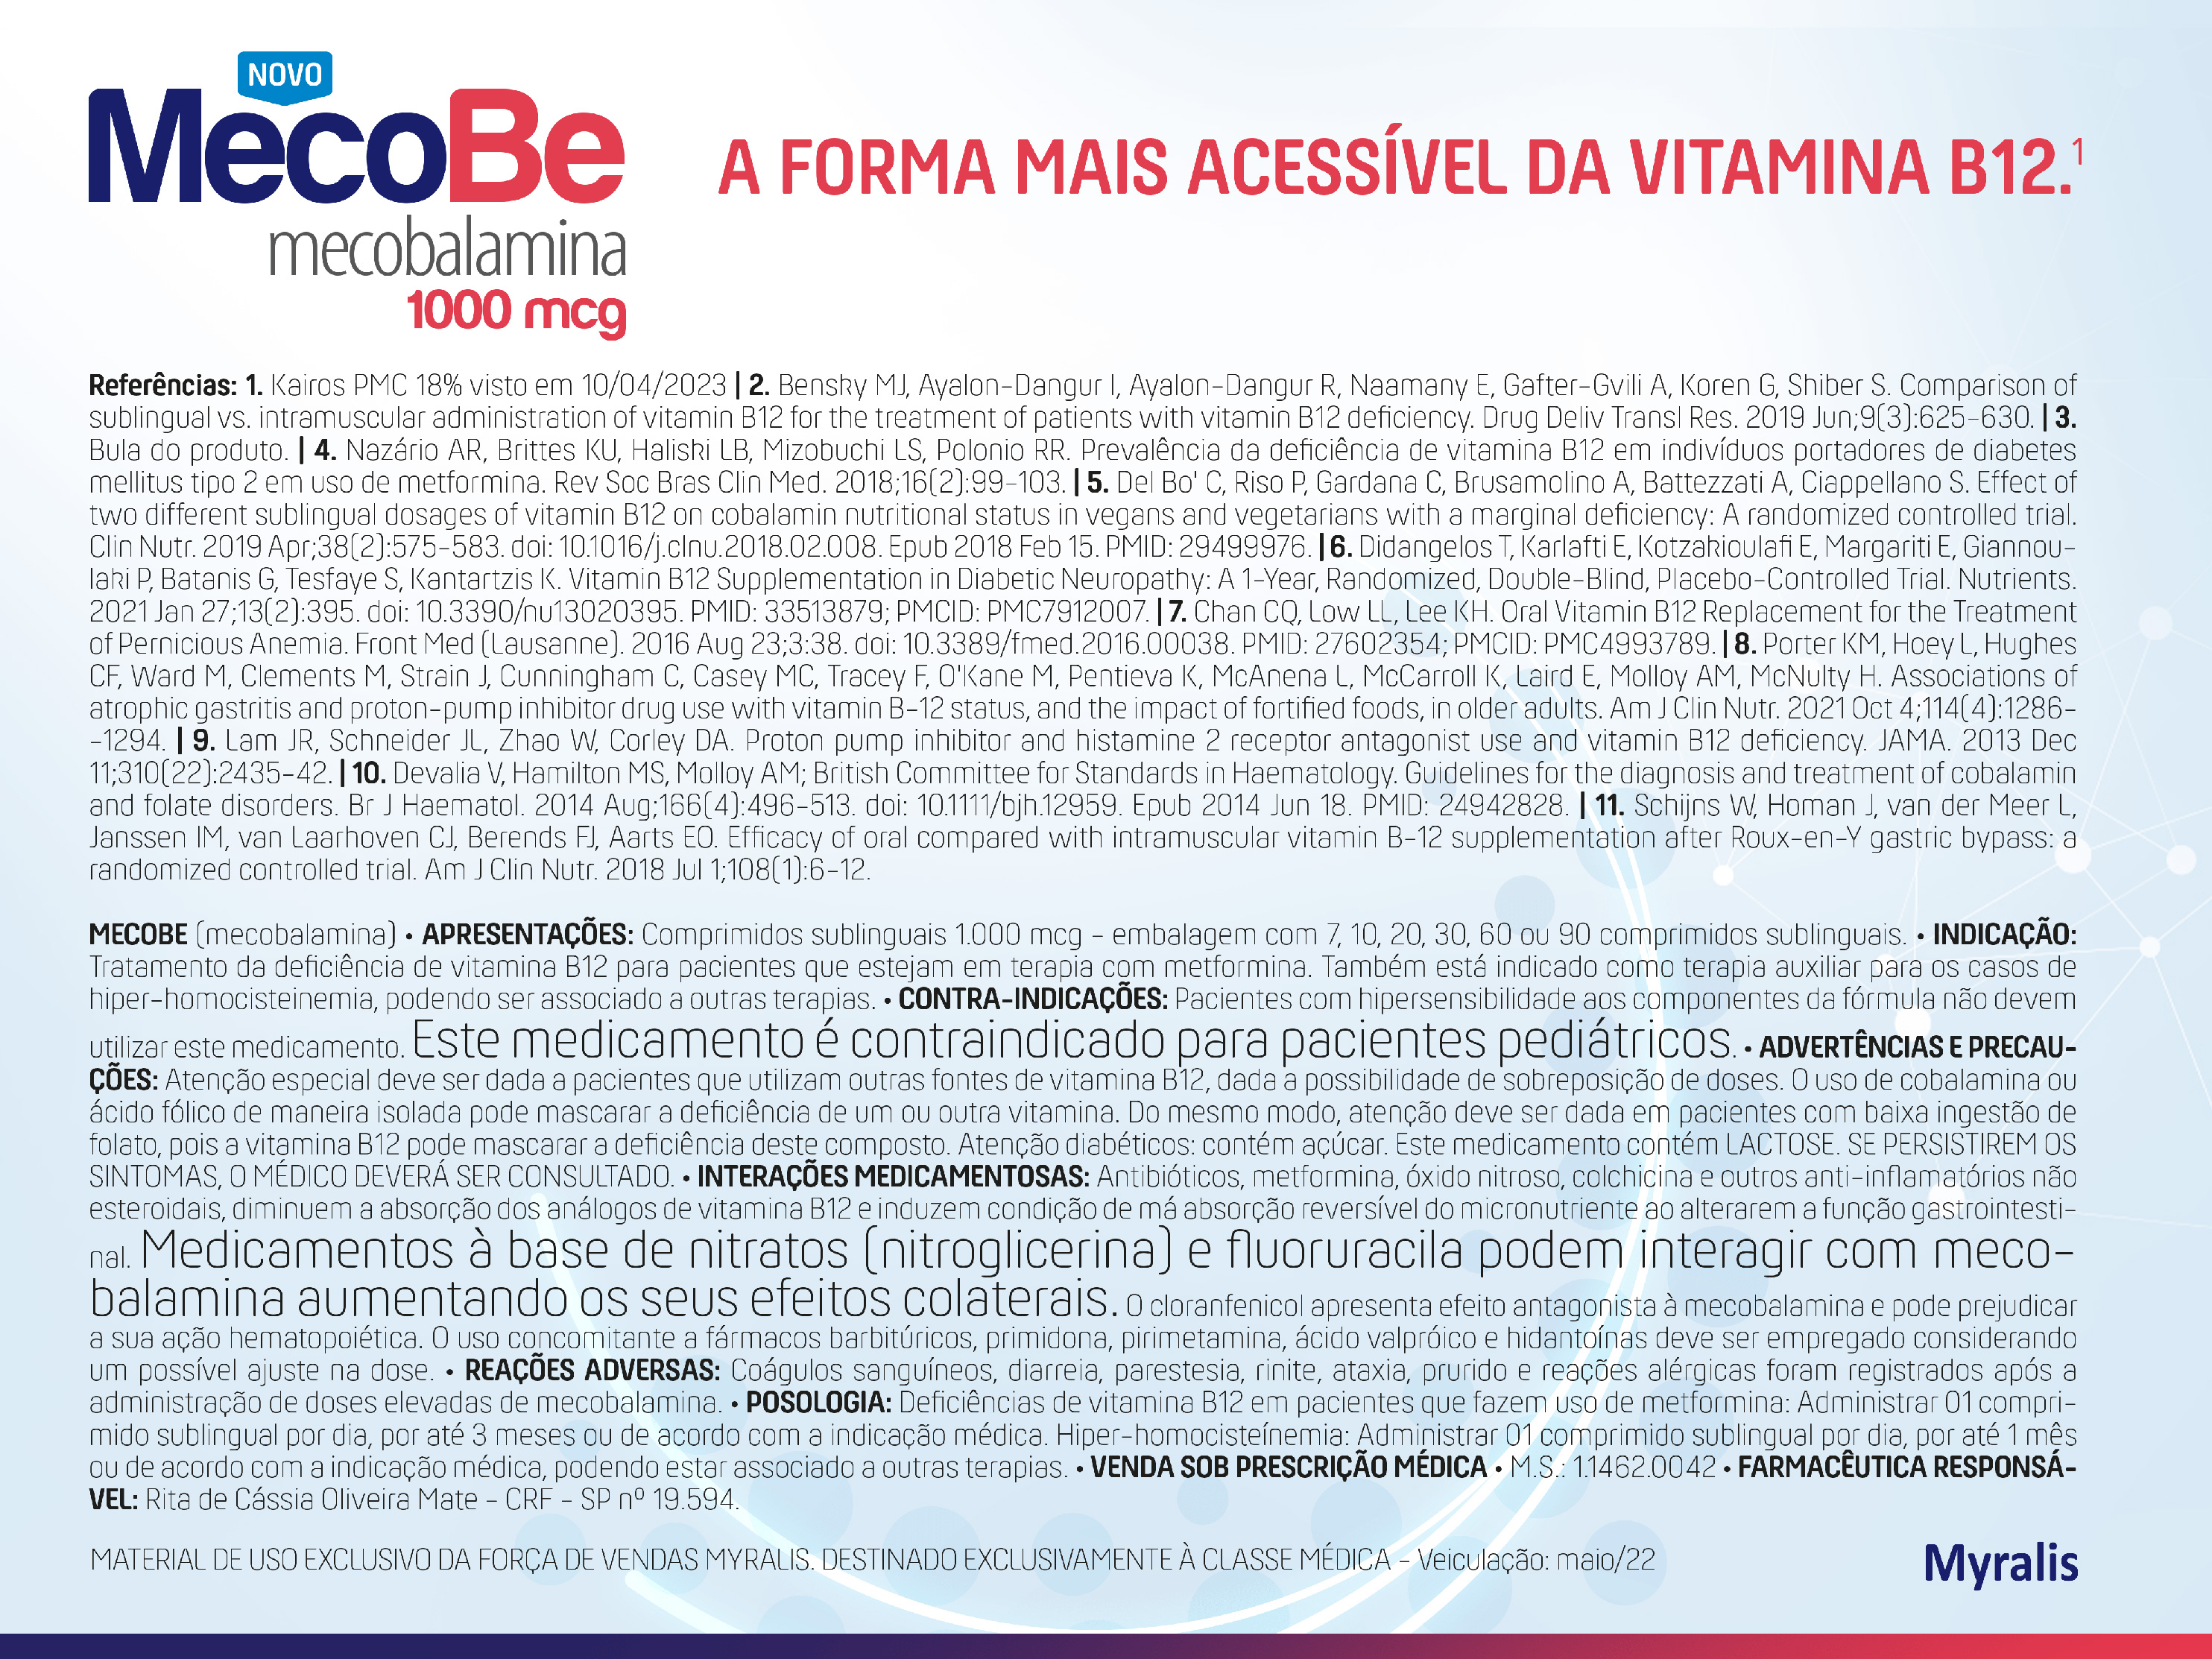 NOVO
MecoBe
mecobalamina
1000 mcg
A FORMA MAIS ACESSÍVEL DA VITAMINA B12.¹
Referências: 1. Kairos PMC 18% visto em 10/04/2023 | 2. Bensky MJ, Ayalon-Dangur I, Ayalon-Dangur R, Naamany E, Gafter-Gvili A, Koren G, Shiber S. Comparison of
sublingual vs. intramuscular administration of vitamin B12 for the treatment of patients with vitamin B12 deficiency. Drug Deliv Transl Res. 2019 Jun;9(3):625-630. | 3.
Bula do produto. | 4. Nazário AR, Brittes KU, Haliski LB, Mizobuchi LS, Polonio RR. Prevalência da deficiência de vitamina B12 em indivíduos portadores de diabetes
mellitus tipo 2 em uso de metformina. Rev Soc Bras Clin Med. 2018;16(2):99-103. | 5. Del Bo' C, Riso P, Gardana C, Brusamolino A, Battezzati A, Ciappellano S. Effect of
two different sublingual dosages of vitamin B12 on cobalamin nutritional status in vegans and vegetarians with a marginal deficiency: A randomized controlled trial.
Clin Nutr. 2019 Apr;38(2):575-583. doi: 10.1016/j.clnu.2018.02.008. Epub 2018 Feb 15. PMID: 29499976. | 6. Didangelos T, Karlafti E, Kotzakioulafi E, Margariti E, Giannou-
laki P, Batanis G, Tesfaye S, Kantartzis K. Vitamin B12 Supplementation in Diabetic Neuropathy: A 1-Year, Randomized, Double-Blind, Placebo-Controlled Trial. Nutrients.
2021 Jan 27;13(2):395. doi: 10.3390/nu13020395. PMID: 33513879; PMCID: PMC7912007. | 7. Chan CQ, Low LL, Lee KH. Oral Vitamin B12 Replacement for the Treatment
of Pernicious Anemia. Front Med (Lausanne). 2016 Aug 23;3:38. doi: 10.3389/fmed.2016.00038. PMID: 27602354; PMCID: PMC4993789. | 8. Porter KM, Hoey L, Hughes
CF, Ward M, Clements M, Strain J, Cunningham C, Casey MC, Tracey F, O'Kane M, Pentieva K, McAnena L, McCarroll K, Laird E, Molloy AM, McNulty H. Associations of
atrophic gastritis and proton-pump inhibitor drug use with vitamin B-12 status, and the impact of fortified foods, in older adults. Am J Clin Nutr. 2021 Oct 4;114(4):1286-
-1294. | 9. Lam JR, Schneider JL, Zhao W, Corley DA. Proton pump inhibitor and histamine 2 receptor antagonist use and vitamin B12 deficiency. JAMA. 2013 Dec
11;310(22):2435-42. | 10. Devalia V, Hamilton MS, Molloy AM; British Committee for Standards in Haematology. Guidelines for the diagnosis and treatment of cobalamin
and folate disorders. Br J Haematol. 2014 Aug;166(4):496-513. doi: 10.1111/bjh.12959. Epub 2014 Jun 18. PMID: 24942828. | 11. Schijns W, Homan J, van der Meer L,
Janssen IM, van Laarhoven CJ, Berends FJ, Aarts EO. Efficacy of oral compared with intramuscular vitamin B-12 supplementation after Roux-en-Y gastric bypass: a
randomized controlled trial. Am J Clin Nutr. 2018 Jul 1;108(1):6-12.
MECOBE (mecobalamina) • APRESENTAÇÕES: Comprimidos sublinguais 1.000 mcg - embalagem com 7, 10, 20, 30, 60 ou 90 comprimidos sublinguais. • INDICAÇÃO:
Tratamento da deficiência de vitamina B12 para pacientes que estejam em terapia com metformina. Também está indicado como terapia auxiliar para os casos de
hiper-homocisteinemia, podendo ser associado a outras terapias. • CONTRA-INDICAÇÕES: Pacientes com hipersensibilidade aos componentes da fórmula não devem
utilizar este medicamento. Este medicamento é contraindicado para pacientes pediátricos. • ADVERTÊNCIAS E PRECAU-
ÇÕES: Atenção especial deve ser dada a pacientes que utilizam outras fontes de vitamina B12, dada a possibilidade de sobreposição de doses. O uso de cobalamina ou
ácido fólico de maneira isolada pode mascarar a deficiência de um ou outra vitamina. Do mesmo modo, atenção deve ser dada em pacientes com baixa ingestão de
folato, pois a vitamina B12 pode mascarar a deficiência deste composto. Atenção diabéticos: contém açúcar. Este medicamento contém LACTOSE. SE PERSISTIREM OS
SINTOMAS, O MÉDICO DEVERÁ SER CONSULTADO. • INTERAÇÕES MEDICAMENTOSAS: Antibióticos, metformina, óxido nitroso, colchicina e outros anti-inflamatórios não
esteroidais, diminuem a absorção dos análogos de vitamina B12 e induzem condição de má absorção reversível do micronutriente ao alterarem a função gastrointesti-
nal. Medicamentos à base de nitratos (nitroglicerina) e fluoruracila podem interagir com meco-
balamina aumentando os seus efeitos colaterais. O cloranfenicol apresenta efeito antagonista à mecobalamina e pode prejudicar
a sua ação hematopoiética. O uso concomitante a fármacos barbitúricos, primidona, pirimetamina, ácido valpróico e hidantoínas deve ser empregado considerando
um possível ajuste na dose. • REAÇÕES ADVERSAS: Coágulos sanguíneos, diarreia, parestesia, rinite, ataxia, prurido e reações alérgicas foram registrados após a
administração de doses elevadas de mecobalamina. • POSOLOGIA: Deficiências de vitamina B12 em pacientes que fazem uso de metformina: Administrar 01 compri-
mido sublingual por dia, por até 3 meses ou de acordo com a indicação médica. Hiper-homocisteínemia: Administrar 01 comprimido sublingual por dia, por até 1 mês
ou de acordo com a indicação médica, podendo estar associado a outras terapias. • VENDA SOB PRESCRIÇÃO MÉDICA • M.S.: 1.1462.0042 • FARMACÊUTICA RESPONSÁ-
VEL: Rita de Cássia Oliveira Mate - CRF - SP nº 19.594.
MATERIAL DE USO EXCLUSIVO DA FORÇA DE VENDAS MYRALIS. DESTINADO EXCLUSIVAMENTE À CLASSE MÉDICA - Veiculação: maio/22
Myralis